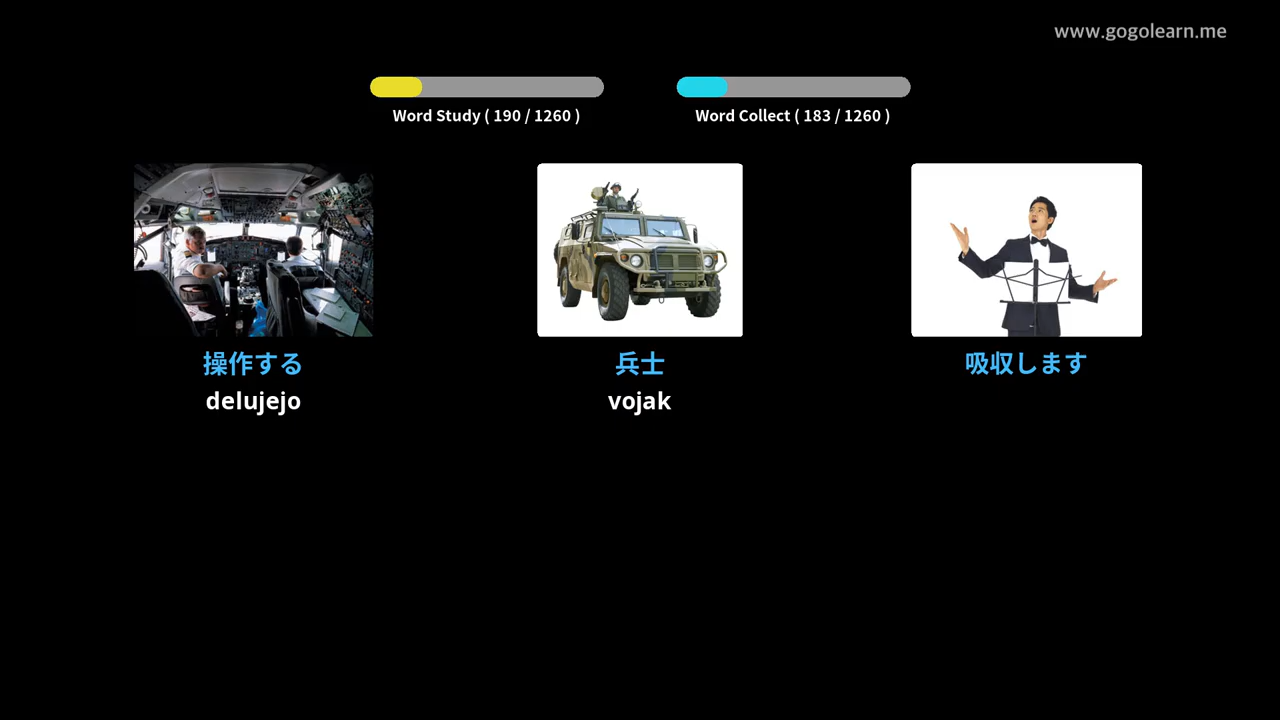 www.gogolearn.me
Word Study ( 190 / 1260 )
Word Collect ( 183 / 1260 )
操作する
兵士
吸収します
delujejo
vojak